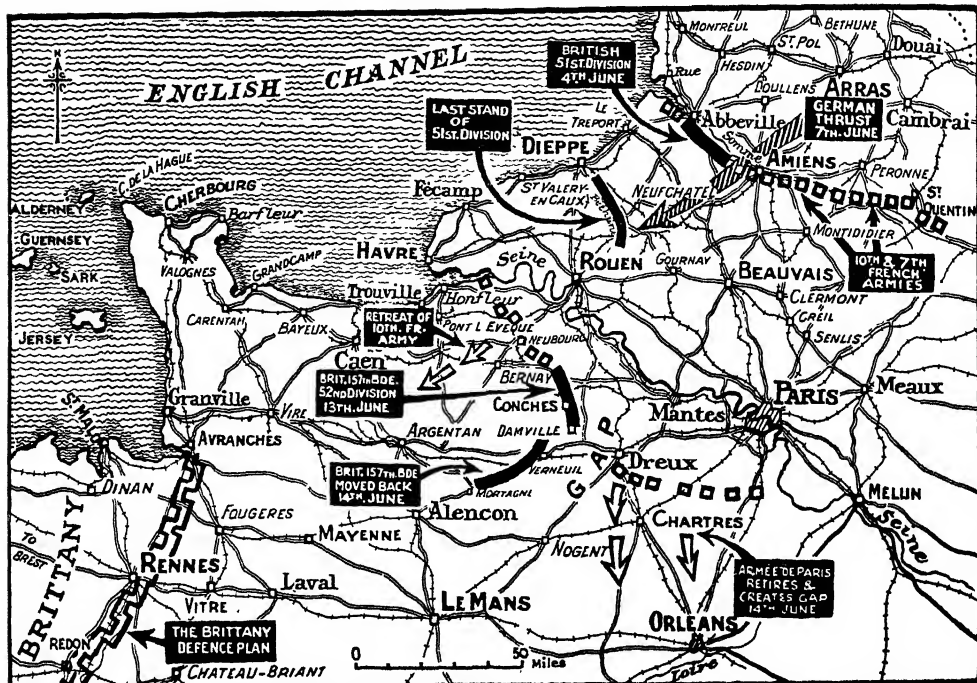 N
ENGLISH CHANNEL
MONTREUIL
BETHUNE
ST. POL
DOUAI
HESDIN
RUE
BRITISH
51ST. DIVISION
4TH JUNE
DOULLENS
ARRAS
GERMAN
THRUST
7TH. JUNE
Cambrai
Abbeville
LAST STAND
OF
51ST. DIVISION
LE
TREPORT
Somme
DIEPPE
AMIENS
PERONNE
ST
QUENTIN
C. DE LA HAGUE
CHERBOURG
Barfleur
ALDERNEY
Fécamp
ST VALERY-
EN CAUX
NEUFCHATEL
MONTDIDIER
GUERNSEY
SARK
VALOGNES
GRANDCAMP
HAVRE
Seine
ROUEN
GOURNAY
BEAUVAIS
10TH & 7TH
FRENCH
ARMIES
CLERMONT
CREIL
SENLIS
JERSEY
CARENTAN
BAYEUX
Trouville
Honfleur
PONT L EVEQUE
RETREAT OF
10TH. FR.
ARMY
NEUBOURG
Caen
BERNAY
BRIT. 157TH BDE.
52ND DIVISION
13TH. JUNE
CONCHES
Mantes
PARIS
Meaux
Granville
VIRE
ST MALO
AVRANCHES
ARGENTAN
DAMVILLE
VERNEUIL
Dreux
GAP
BRIT. 157TH. BDE
MOVED BACK
14TH. JUNE
MORTAGNE
DINAN
FOUGERES
MAYENNE
Alencon
NOGENT
CHARTRES
MELUN
Seine
TO
BREST
BRITTANY
RENNES
VITRE.
Laval
LE MANS
ARMÉE DE PARIS
RETIRES &
CREATES GAP
14TH JUNE
ORLEANS
REDON
THE BRITTANY
DEFENCE PLAN
CHATEAU-BRIANT
0 50
Miles
Loire